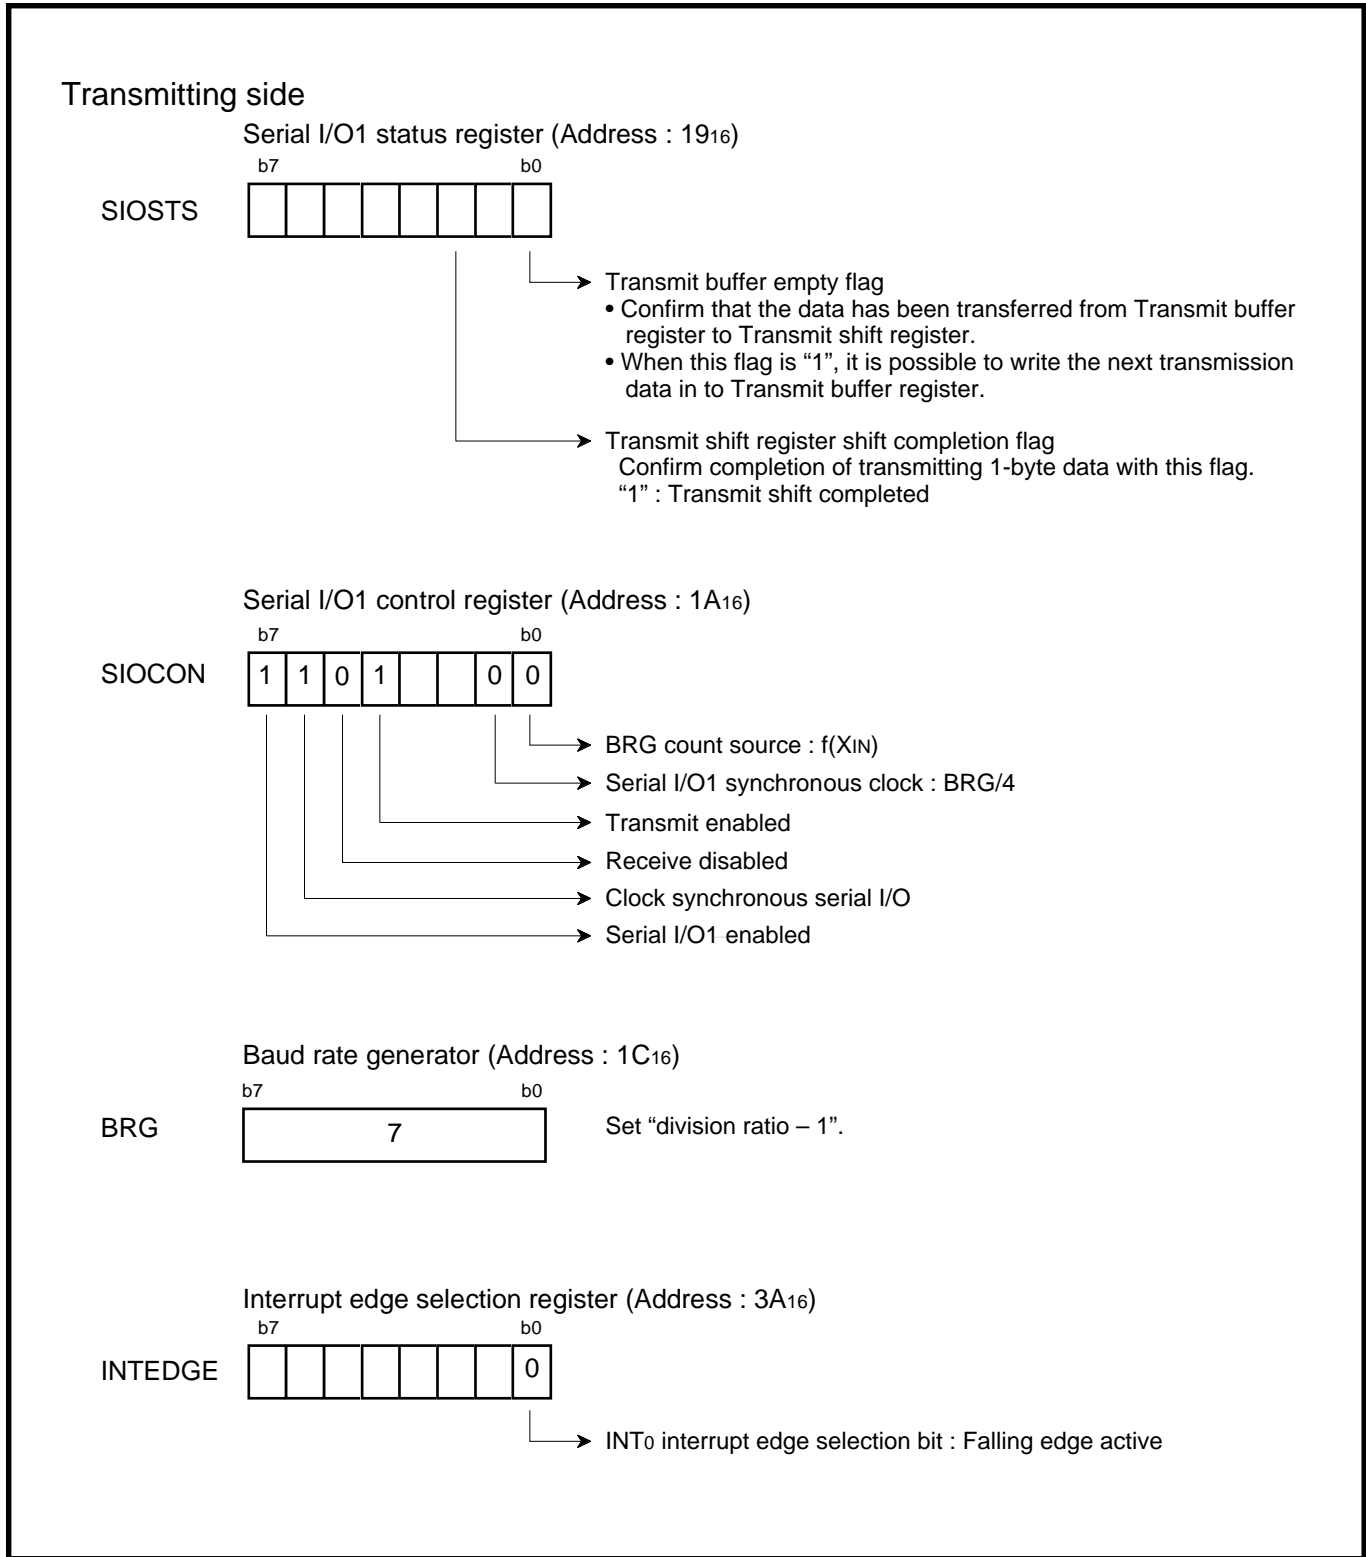 Transmitting side
Serial I/O1 status register (Address : 1916)
b7 b0
SIOSTS
Transmit buffer empty flag
• Confirm that the data has been transferred from Transmit buffer
register to Transmit shift register.
• When this flag is “1”, it is possible to write the next transmission
data in to Transmit buffer register.
Transmit shift register shift completion flag
Confirm completion of transmitting 1-byte data with this flag.
“1” : Transmit shift completed
Serial I/O1 control register (Address : 1A16)
b7 b0
SIOCON 1 1 0 1 0 0
BRG count source : f(XIN)
Serial I/O1 synchronous clock : BRG/4
Transmit enabled
Receive disabled
Clock synchronous serial I/O
Serial I/O1 enabled
Baud rate generator (Address : 1C16)
b7 b0
BRG 7 Set “division ratio – 1”.
Interrupt edge selection register (Address : 3A16)
b7 b0
INTEDGE 0
INT0 interrupt edge selection bit : Falling edge active